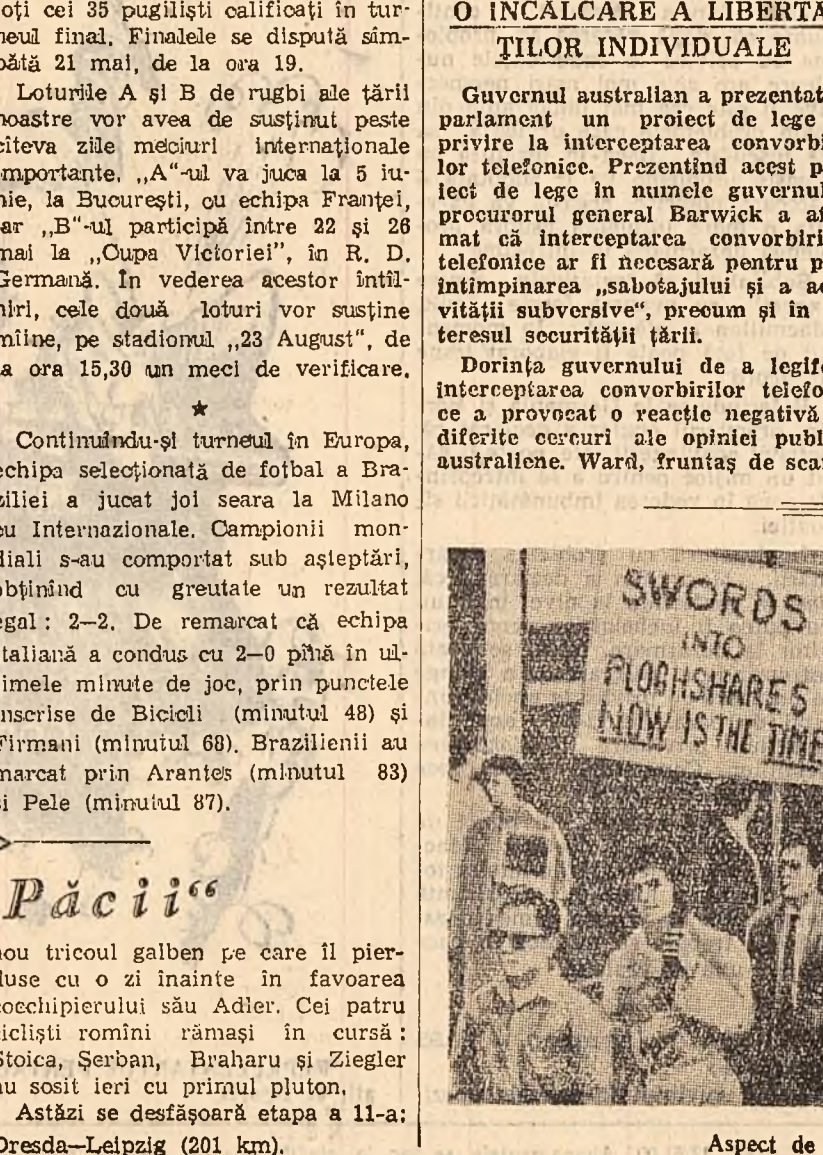 oți cei 35 pugiliști calificați în tur-
neul final. Finalele se dispută sîm-
bătă 21 mai, de la ora 19.
Loturile A și B de rugbi ale țării
noastre vor avea de susținut peste
cîteva zile meciuri internaționale
importante. „A“-ul va juca la 5 iu-
nie, la București, cu echipa Franței,
iar „B“-ul participă între 22 și 26
mai la „Cupa Victoriei”, în R. D.
Germană. În vederea acestor întîl-
niri, cele două loturi vor susține
mîine, pe stadionul „23 August“, de
la ora 15,30 un meci de verificare.
★
Continuîndu-și turneul în Europa,
echipa selecționată de fotbal a Bra-
ziliei a jucat joi seara la Milano
cu Internazionale. Campionii mon-
diali s-au comportat sub așteptări,
obținînd cu greutate un rezultat
egal : 2—2. De remarcat că echipa
italiană a condus cu 2—0 pînă în ul-
timele minute de joc, prin punctele
înscrise de Bicicli (minutul 48) și
Firmani (minutul 68). Brazilienii au
marcat prin Arantes (minutul 83)
și Pele (minutul 87).
Păcii“
nou tricoul galben pe care îl pier-
duse cu o zi înainte în favoarea
coechipierului său Adler. Cei patru
cicliști romîni rămași în cursă :
Stoica, Șerban, Braharu și Ziegler
au sosit ieri cu primul pluton.
Astăzi se desfășoară etapa a 11-a:
Dresda—Leipzig (201 km).
O ÎNCĂLCARE A LIBERTĂ
ȚILOR INDIVIDUALE
Guvernul australian a prezentat
parlament un proiect de lege
privire la interceptarea convorbi
lor telefonice. Prezentînd acest p
iect de lege în numele guvernul
procurorul general Barwick a af
mat că interceptarea convorbiri
telefonice ar fi necesară pentru p
întîmpinarea „sabotajului și a ac
vității subversive“, precum și în
teresul securității țării.
Dorința guvernului de a legife
interceptarea convorbirilor telefo
ce a provocat o reacție negativă
diferite cercuri ale opiniei publ
australiene. Ward, fruntaș de sea
SWORDS
INTO
PLOGHSHARES
NOW IS THE TIME
Aspect de